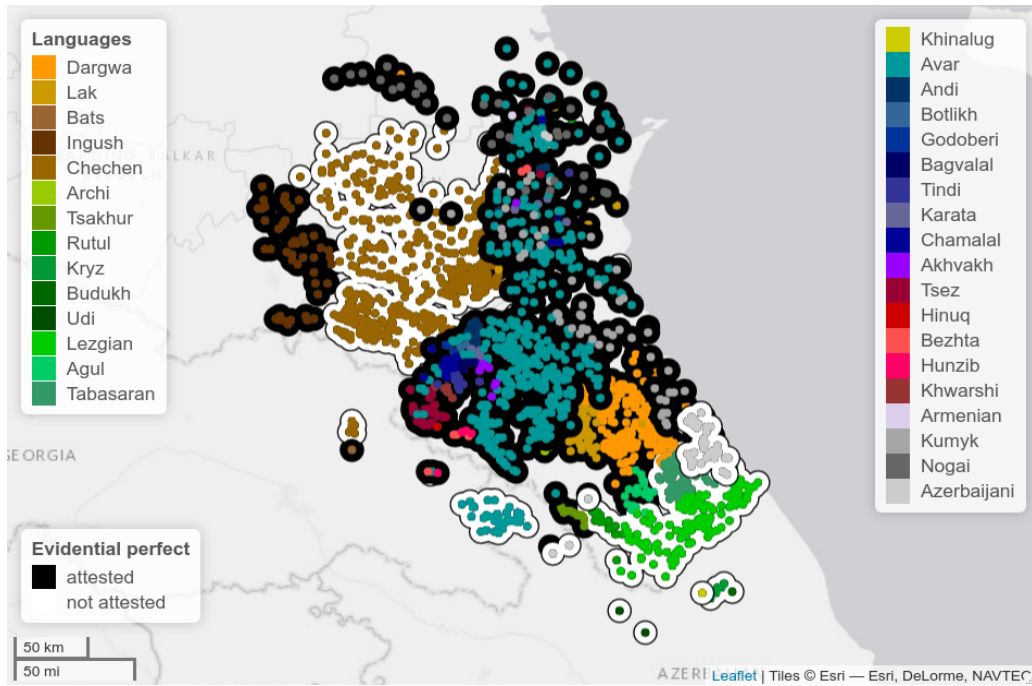 Languages
Dargwa
Lak
Bats
Ingush
Chechen
Archi
Tsakhur
Rutul
Kryz
Budukh
Udi
Lezgian
Agul
Tabasaran
Khinalug
Avar
Andi
Botlikh
Godoberi
Bagvalal
Tindi
Karata
Chamalal
Akhvakh
Tsez
Hinuq
Bezhta
Hunzib
Khwarshi
Armenian
Kumyk
Nogai
Azerbaijani
BALKAR
GEORGIA
Evidential perfect
attested
not attested
50 km
50 mi
Leaflet | Tiles © Esri — Esri, DeLorme, NAVTEQ